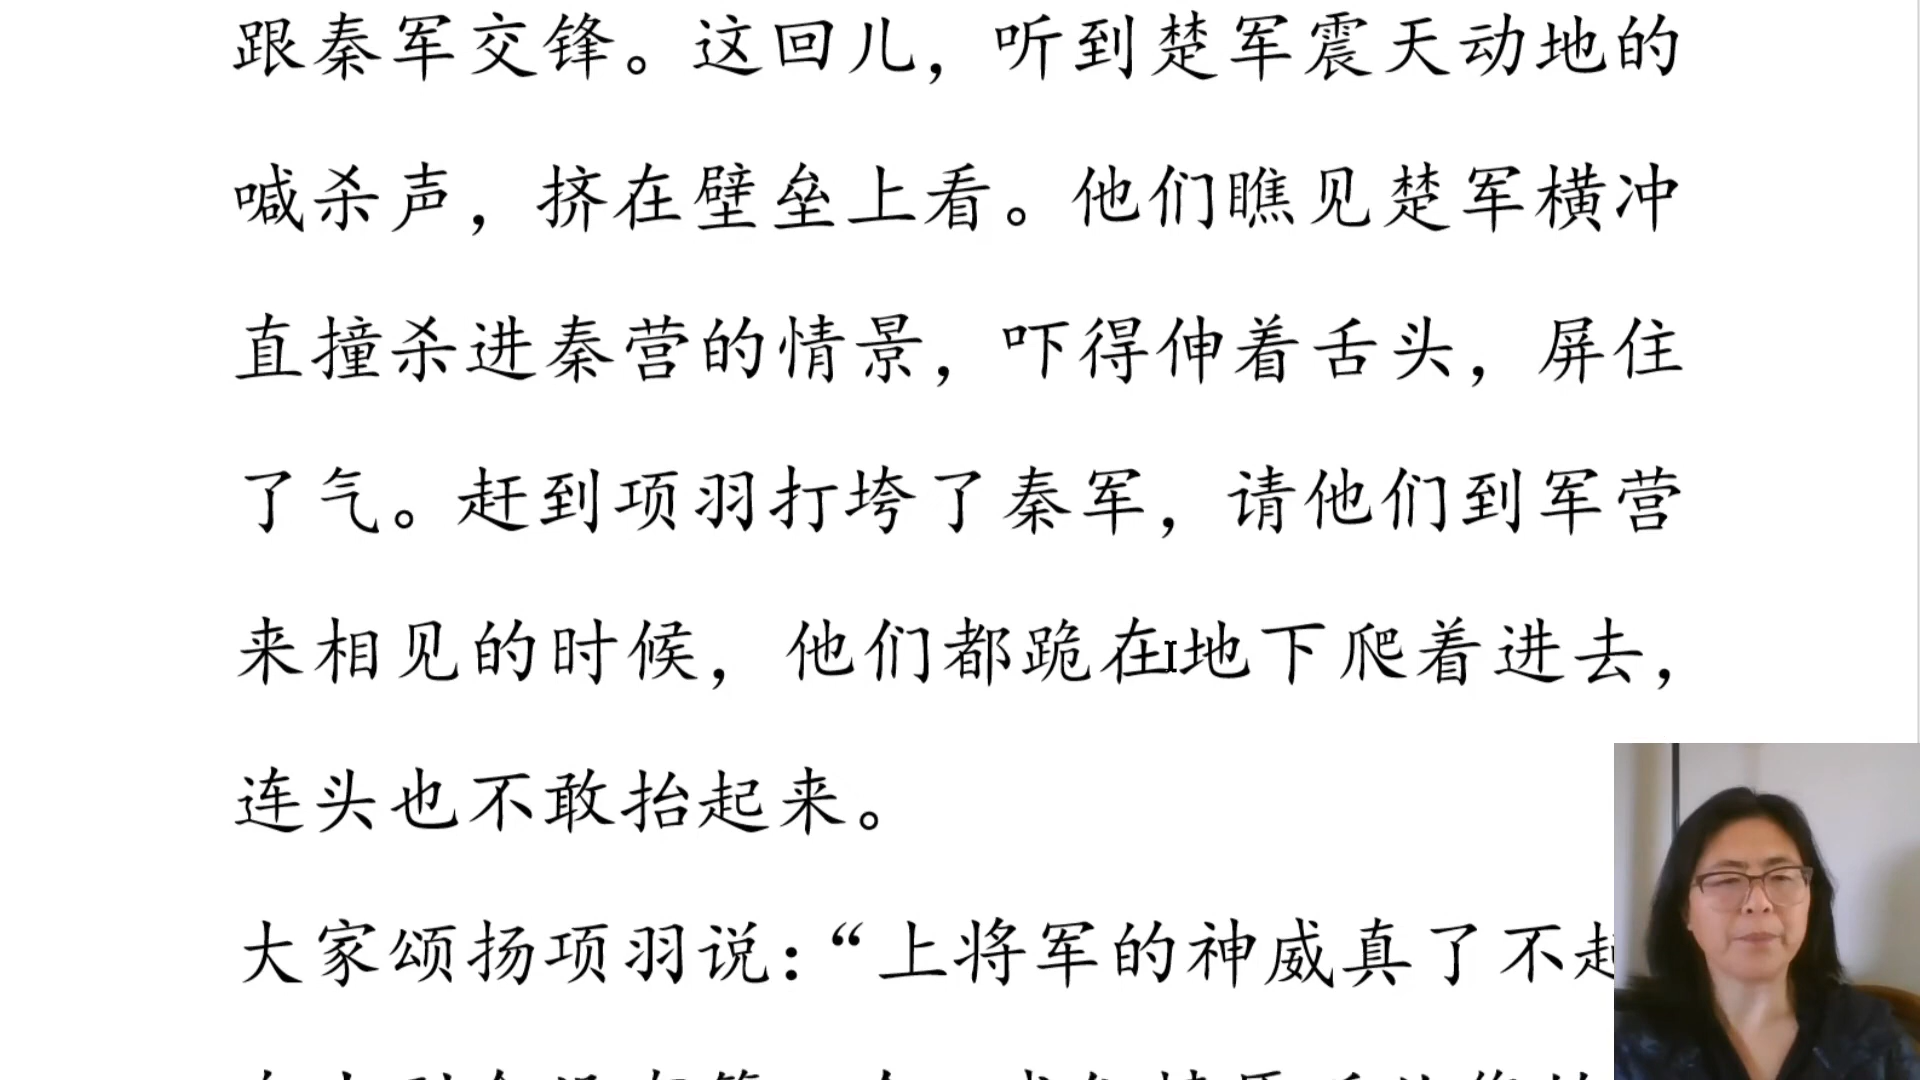 跟秦军交锋。这回儿，听到楚军震天动地的
喊杀声，挤在壁垒上看。他们瞧见楚军横冲
直撞杀进秦营的情景，吓得伸着舌头，屏住
了气。赶到项羽打垮了秦军，请他们到军营
来相见的时候，他们都跪在地下爬着进去，
连头也不敢抬起来。
大家颂扬项羽说：“上将军的神威真了不起